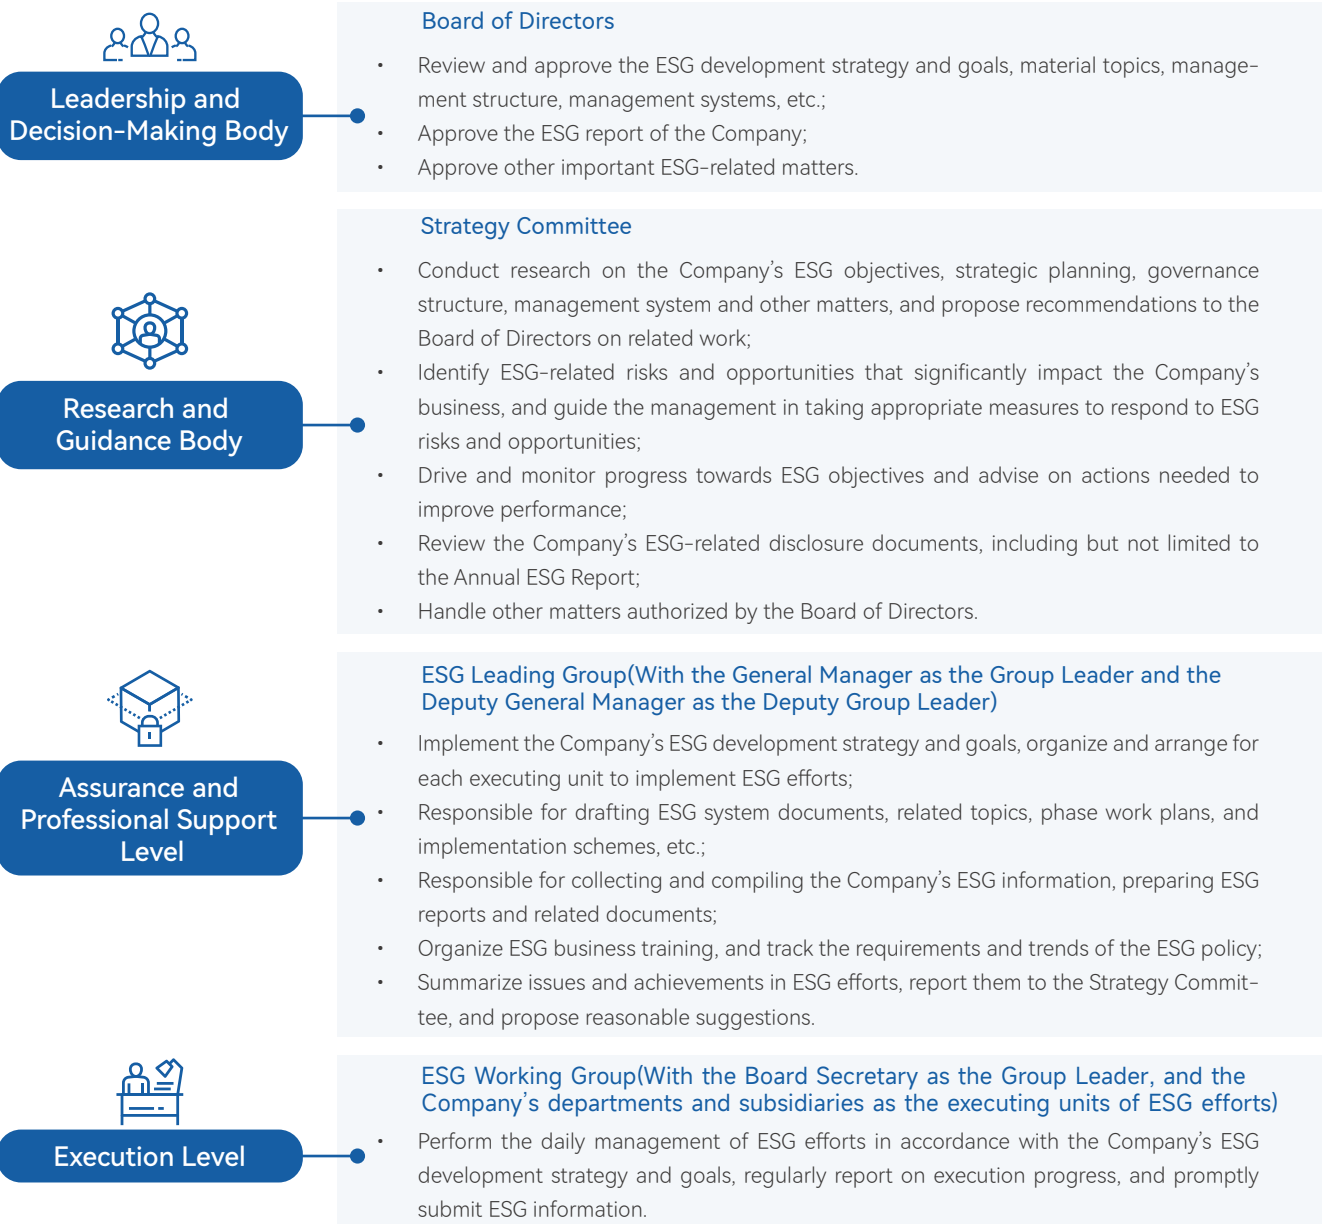 Board of Directors
Leadership and
Decision-Making Body
• Review and approve the ESG development strategy and goals, material topics, manage-
ment structure, management systems, etc.;
• Approve the ESG report of the Company;
• Approve other important ESG-related matters.
Strategy Committee
Research and
Guidance Body
• Conduct research on the Company’s ESG objectives, strategic planning, governance
structure, management system and other matters, and propose recommendations to the
Board of Directors on related work;
• Identify ESG-related risks and opportunities that significantly impact the Company’s
business, and guide the management in taking appropriate measures to respond to ESG
risks and opportunities;
• Drive and monitor progress towards ESG objectives and advise on actions needed to
improve performance;
• Review the Company’s ESG-related disclosure documents, including but not limited to
the Annual ESG Report;
• Handle other matters authorized by the Board of Directors.
ESG Leading Group(With the General Manager as the Group Leader and the
Deputy General Manager as the Deputy Group Leader)
Assurance and
Professional Support
Level
• Implement the Company’s ESG development strategy and goals, organize and arrange for
each executing unit to implement ESG efforts;
• Responsible for drafting ESG system documents, related topics, phase work plans, and
implementation schemes, etc.;
• Responsible for collecting and compiling the Company’s ESG information, preparing ESG
reports and related documents;
• Organize ESG business training, and track the requirements and trends of the ESG policy;
• Summarize issues and achievements in ESG efforts, report them to the Strategy Commit-
tee, and propose reasonable suggestions.
ESG Working Group(With the Board Secretary as the Group Leader, and the
Company’s departments and subsidiaries as the executing units of ESG efforts)
Execution Level
• Perform the daily management of ESG efforts in accordance with the Company’s ESG
development strategy and goals, regularly report on execution progress, and promptly
submit ESG information.